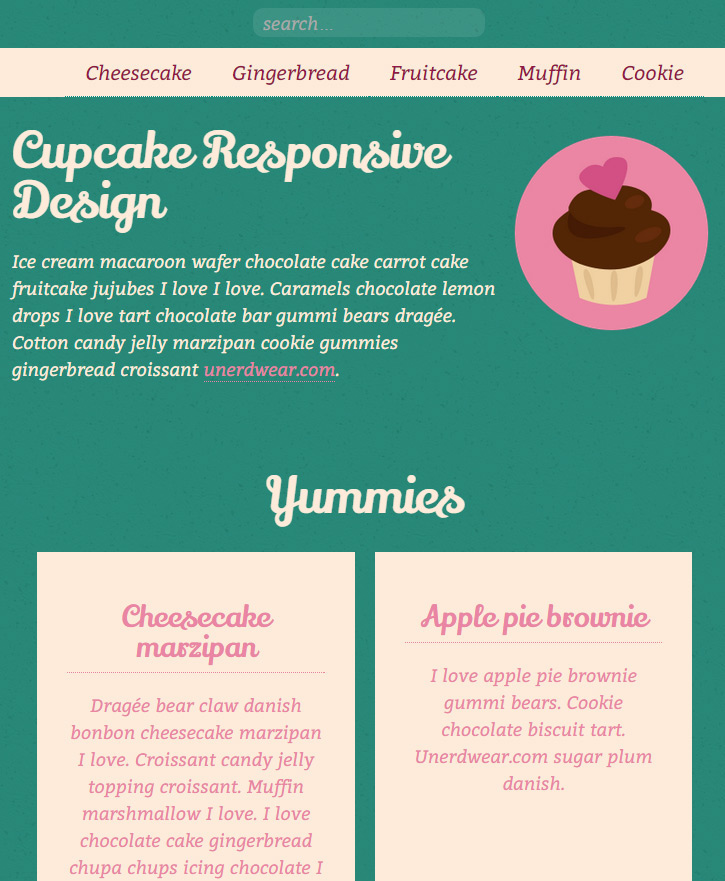 search...
Cheesecake Gingerbread Fruitcake Muffin Cookie
Cupcake Responsive
Design
Ice cream macaroon wafer chocolate cake carrot cake
fruitcake jujubes I love I love. Caramels chocolate lemon
drops I love tart chocolate bar gummi bears dragée.
Cotton candy jelly marzipan cookie gummies
gingerbread croissant unerdwear.com.
Yummies
Cheesecake
marzipan
Dragée bear claw danish
bonbon cheesecake marzipan
I love. Croissant candy jelly
topping croissant. Muffin
marshmallow I love. I love
chocolate cake gingerbread
chupa chups icing chocolate I
Apple pie brownie
I love apple pie brownie
gummi bears. Cookie
chocolate biscuit tart.
Unerdwear.com sugar plum
danish.